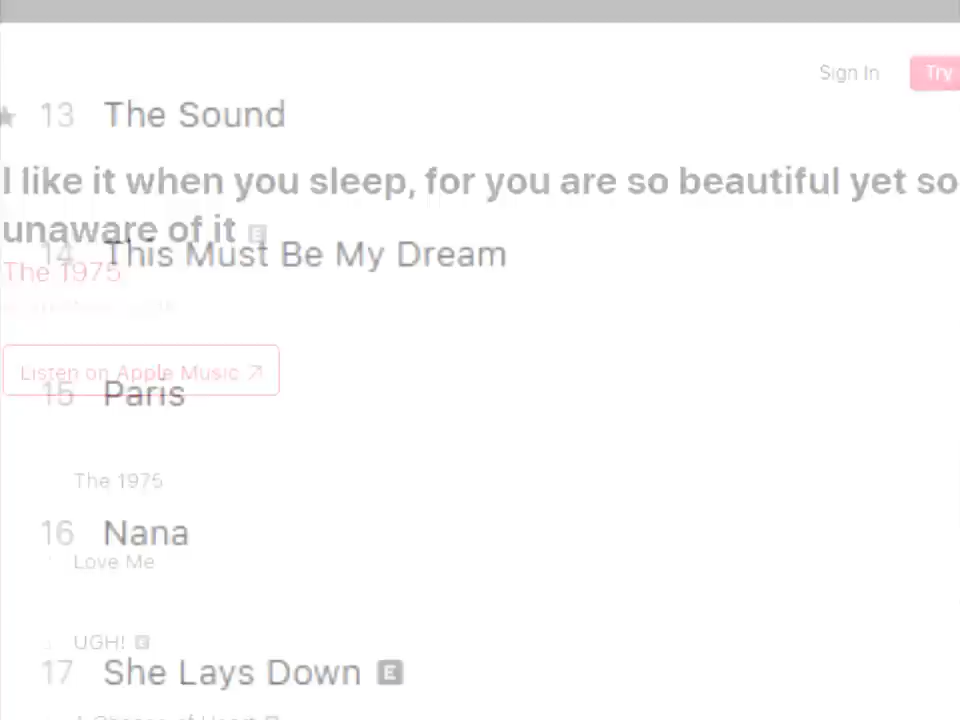 Sign In
Try
13 The Sound
I like it when you sleep, for you are so beautiful yet so
unaware of it E
14 This Must Be My Dream
The 1975
Listen on Apple Music ↗
15 Paris
The 1975
16 Nana
Love Me
UGH! E
17 She Lays Down E